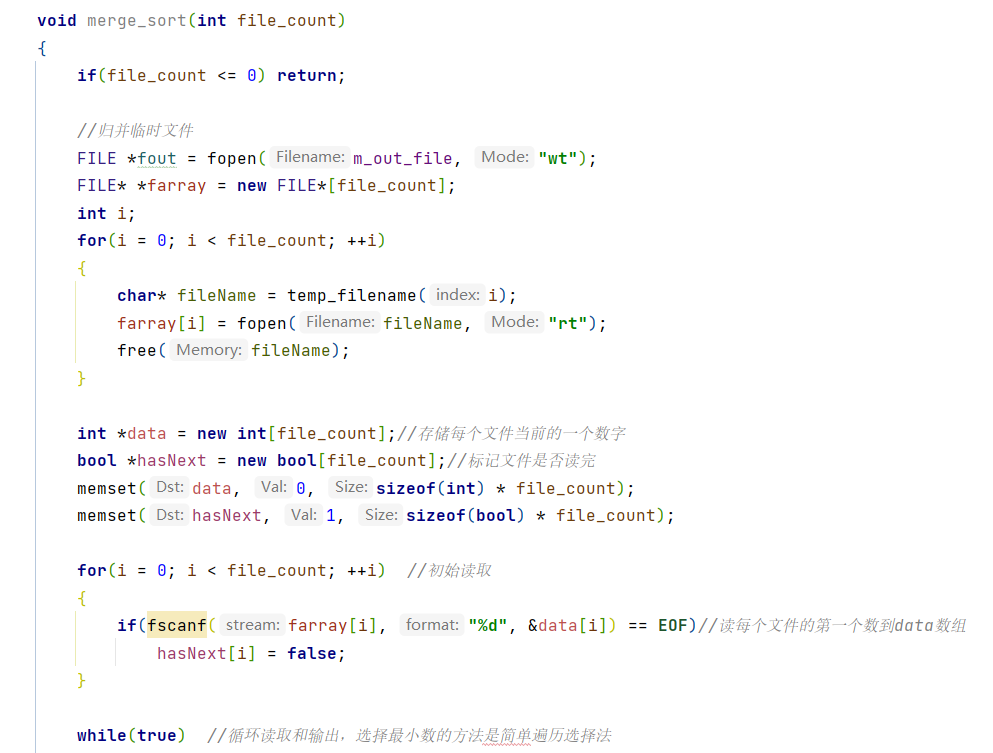 void merge_sort(int file_count)
{
if(file_count <= 0) return;
//归并临时文件
FILE *fout = fopen( Filename: m_out_file, Mode: "wt");
FILE* *farray = new FILE*[file_count];
int i;
for(i = 0; i < file_count; ++i)
{
char* fileName = temp_filename( index: i);
farray[i] = fopen( Filename: fileName, Mode: "rt");
free( Memory: fileName);
}
int *data = new int[file_count];//存储每个文件当前的一个数字
bool *hasNext = new bool[file_count];//标记文件是否读完
memset( Dst: data, Val: 0, Size: sizeof(int) * file_count);
memset( Dst: hasNext, Val: 1, Size: sizeof(bool) * file_count);
for(i = 0; i < file_count; ++i) //初始读取
{
if(fscanf( stream: farray[i], format: "%d", &data[i]) == EOF)//读每个文件的第一个数到data数组
hasNext[i] = false;
}
while(true) //循环读取和输出，选择最小数的方法是简单遍历选择法